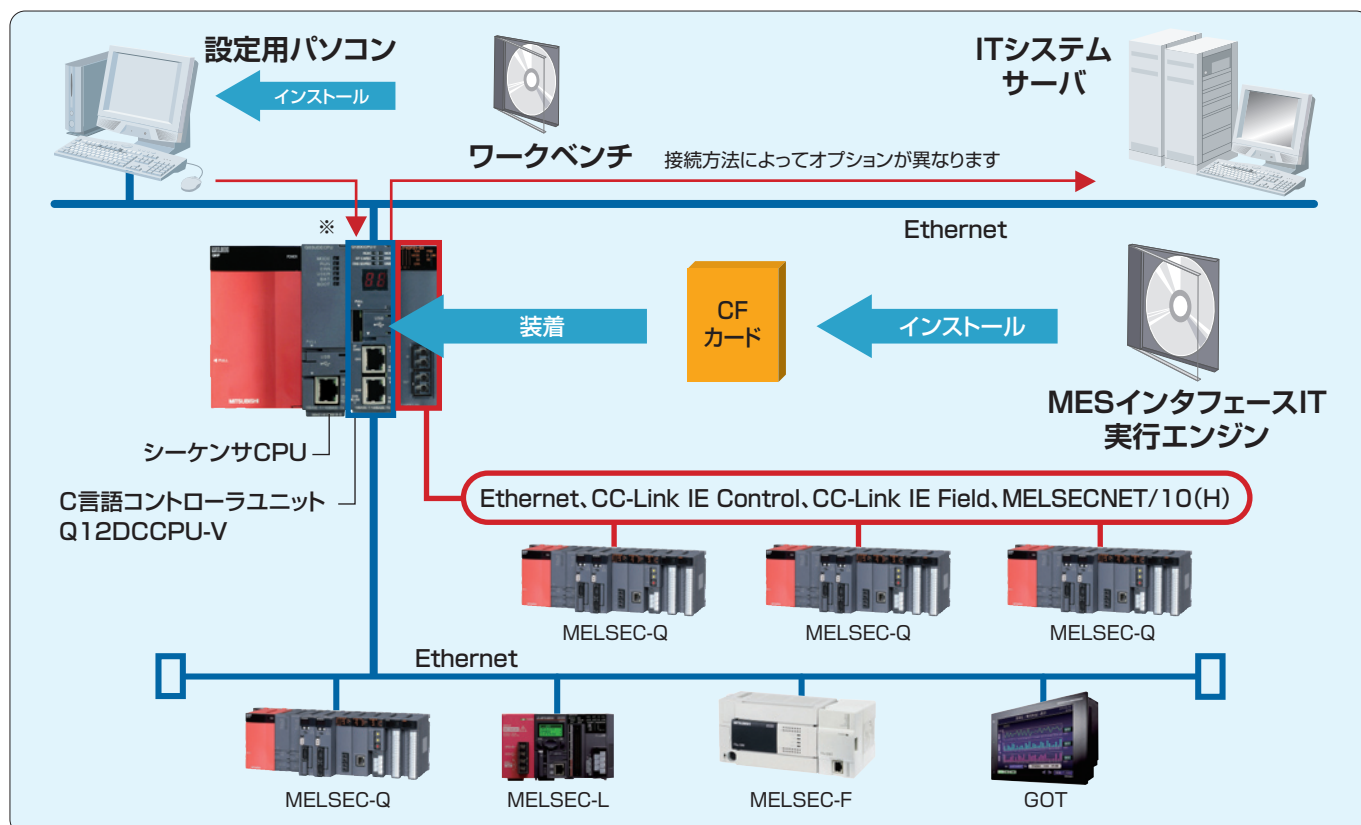 設定用パソコン
インストール
ワークベンチ
接続方法によってオプションが異なります
ITシステム
サーバ
Ethernet
※
装着
CF
カード
インストール
MESインタフェースIT
実行エンジン
MITSUBISHI
シーケンサCPU
C言語コントローラユニット
Q12DCCPU-V
Ethernet、CC-Link IE Control、CC-Link IE Field、MELSECNET/10(H)
MELSEC-Q
MELSEC-Q
MELSEC-Q
Ethernet
MELSEC-Q
MELSEC-L
MELSEC-F
GOT